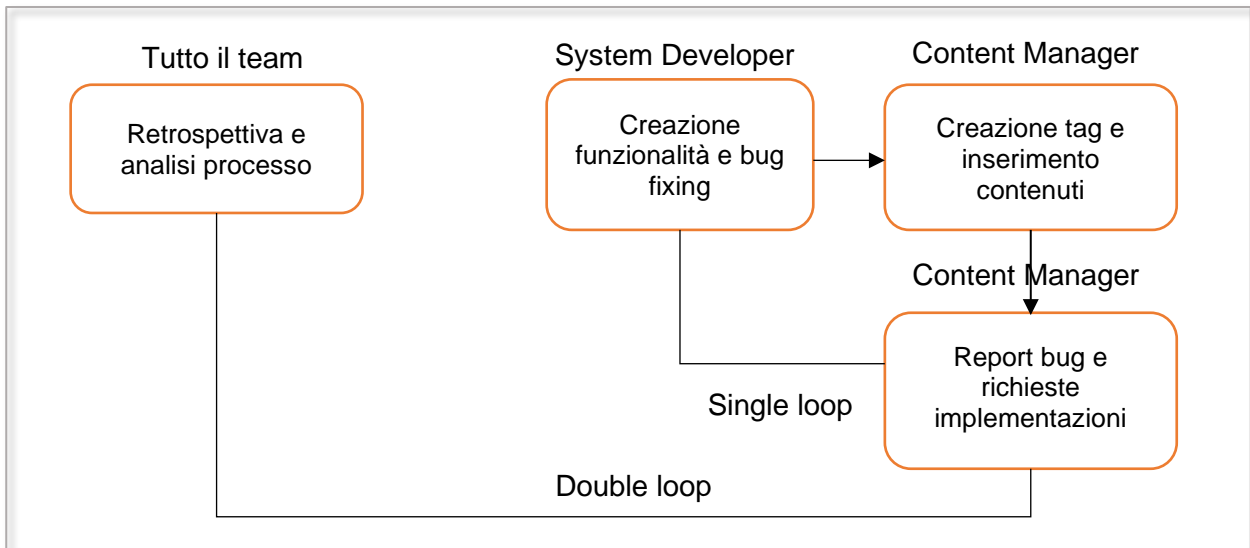 Tutto il team
Retrospettiva e
analisi processo
System Developer
Creazione
funzionalità e bug
fixing
Content Manager
Creazione tag e
inserimento
contenuti
Content Manager
Report bug e
richieste
implementazioni
Single loop
Double loop